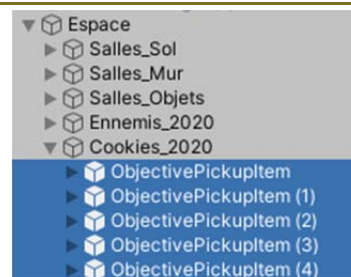 Espace
Salles_Sol
Salles_Mur
Salles_Objets
Ennemis_2020
Cookies_2020
ObjectivePickupItem
ObjectivePickupItem (1)
ObjectivePickupItem (2)
ObjectivePickupItem (3)
ObjectivePickupItem (4)